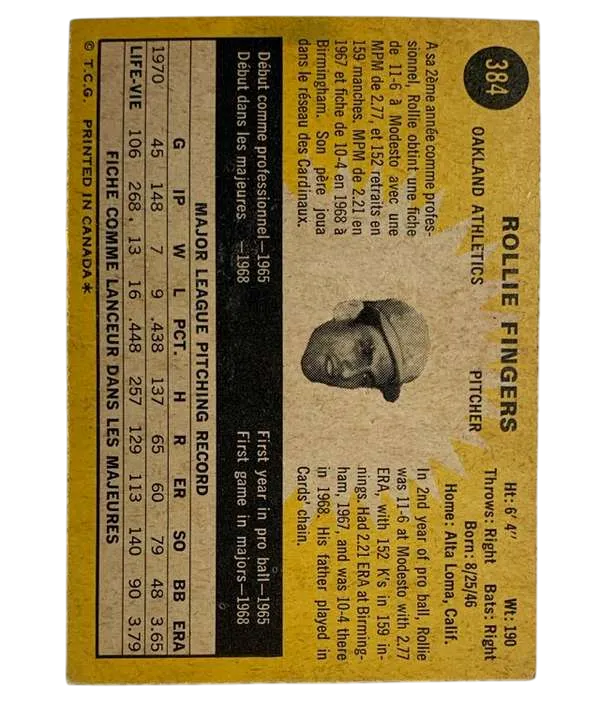 384
ROLLIE FINGERS
OAKLAND ATHLETICS PITCHER
Ht: 6' 4" Wt: 190
Throws: Right Bats: Right
Born: 8/25/46
Home: Alta Loma, Calif.
A sa 2ème année comme profes-
sionnel, Rollie obtint une fiche
de 11-6 à Modesto avec une
MPM de 2.77, et 152 retraits en
159 manches. MPM de 2.21 en
1967 et fiche de 10-4 en 1968 à
Birmingham. Son père joua
dans le réseau des Cardinaux.
In 2nd year of pro ball, Rollie
was 11-6 at Modesto with 2.77
ERA, with 152 K's in 159 in-
nings. Had 2.21 ERA at Birming-
ham, 1967, and was 10-4 there
in 1968. His father played in
Cards' chain.
Début comme professionnel—1965 First year in pro ball—1965
Début dans les majeures —1968 First game in majors—1968
MAJOR LEAGUE PITCHING RECORD
G IP W L PCT. H R ER SO BB ERA
1970 45 148 7 9 .438 137 65 60 79 48 3.65
LIFE-VIE 106 268. 13 16 .448 257 129 113 140 90 3.79
FICHE COMME LANCEUR DANS LES MAJEURES
© T.C.G. PRINTED IN CANADA *